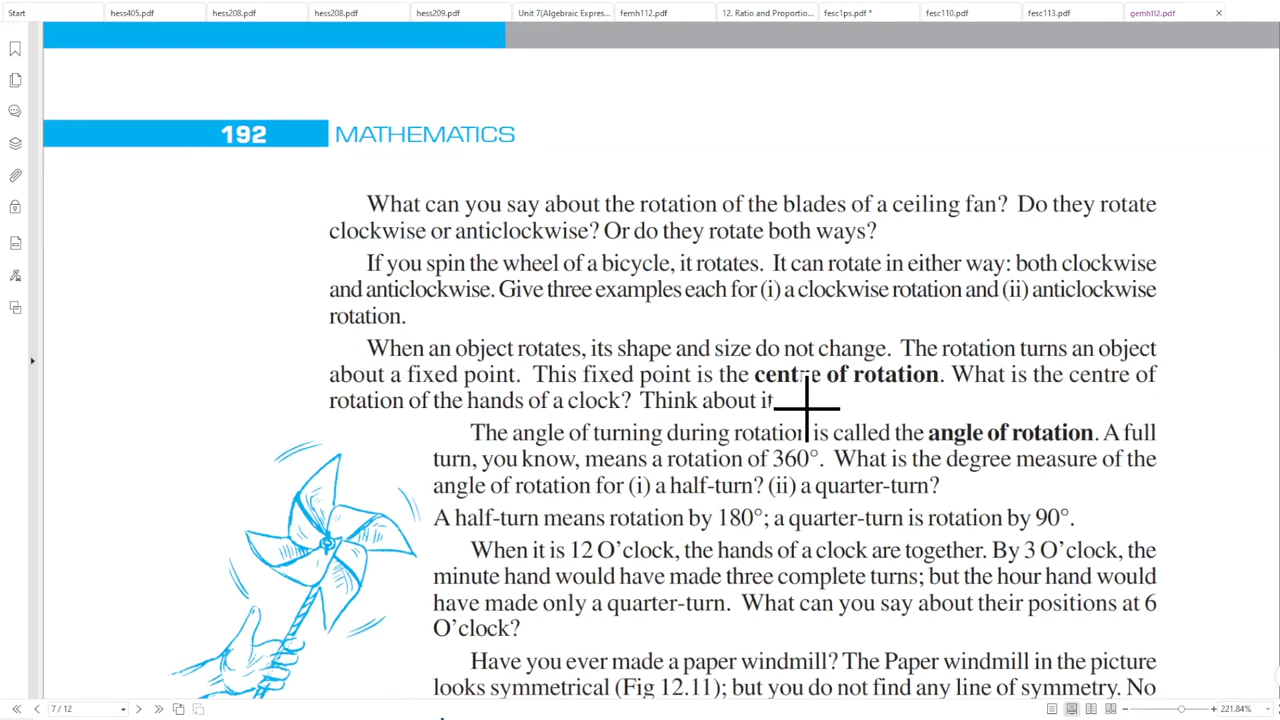 Start
hess405.pdf
hess208.pdf
hess208.pdf
hess209.pdf
Unit 7(Algebraic Expres...
femh112.pdf
12. Ratio and Proportio...
fesc1ps.pdf *
fesc110.pdf
fesc113.pdf
gemh112.pdf
192
MATHEMATICS
What can you say about the rotation of the blades of a ceiling fan? Do they rotate
clockwise or anticlockwise? Or do they rotate both ways?
If you spin the wheel of a bicycle, it rotates. It can rotate in either way: both clockwise
and anticlockwise. Give three examples each for (i) a clockwise rotation and (ii) anticlockwise
rotation.
When an object rotates, its shape and size do not change. The rotation turns an object
about a fixed point. This fixed point is the centre of rotation. What is the centre of
rotation of the hands of a clock? Think about it
The angle of turning during rotation is called the angle of rotation. A full
turn, you know, means a rotation of 360°. What is the degree measure of the
angle of rotation for (i) a half-turn? (ii) a quarter-turn?
A half-turn means rotation by 180°; a quarter-turn is rotation by 90°.
When it is 12 O’clock, the hands of a clock are together. By 3 O’clock, the
minute hand would have made three complete turns; but the hour hand would
have made only a quarter-turn. What can you say about their positions at 6
O’clock?
Have you ever made a paper windmill? The Paper windmill in the picture
looks symmetrical (Fig 12.11); but you do not find any line of symmetry. No
7 / 12
221.84%